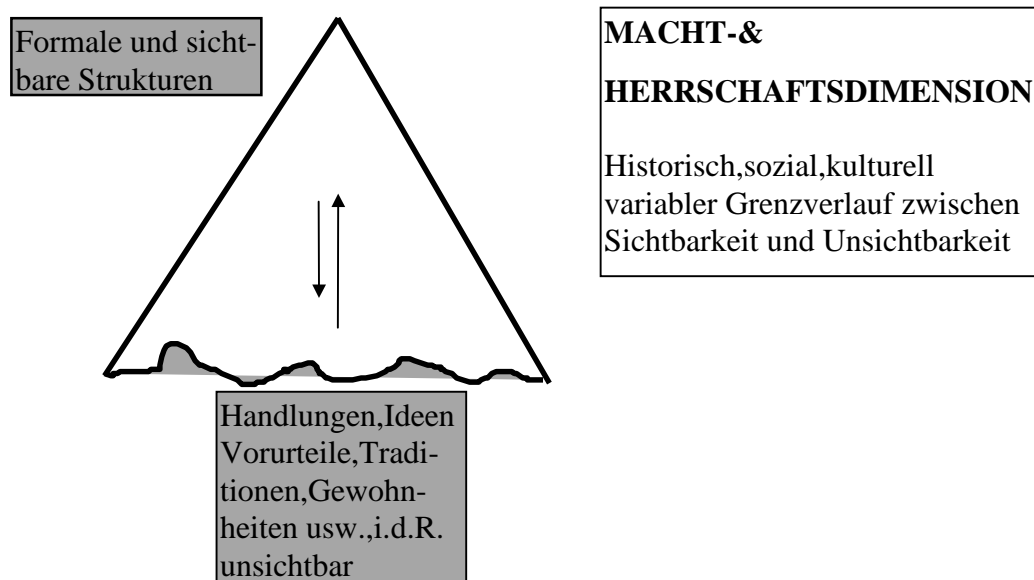 Formale und sicht-
bare Strukturen
MACHT-&
HERRSCHAFTSDIMENSION
Historisch,sozial,kulturell
variabler Grenzverlauf zwischen
Sichtbarkeit und Unsichtbarkeit
Handlungen,Ideen
Vorurteile,Tradi-
tionen,Gewohn-
heiten usw.,i.d.R.
unsichtbar